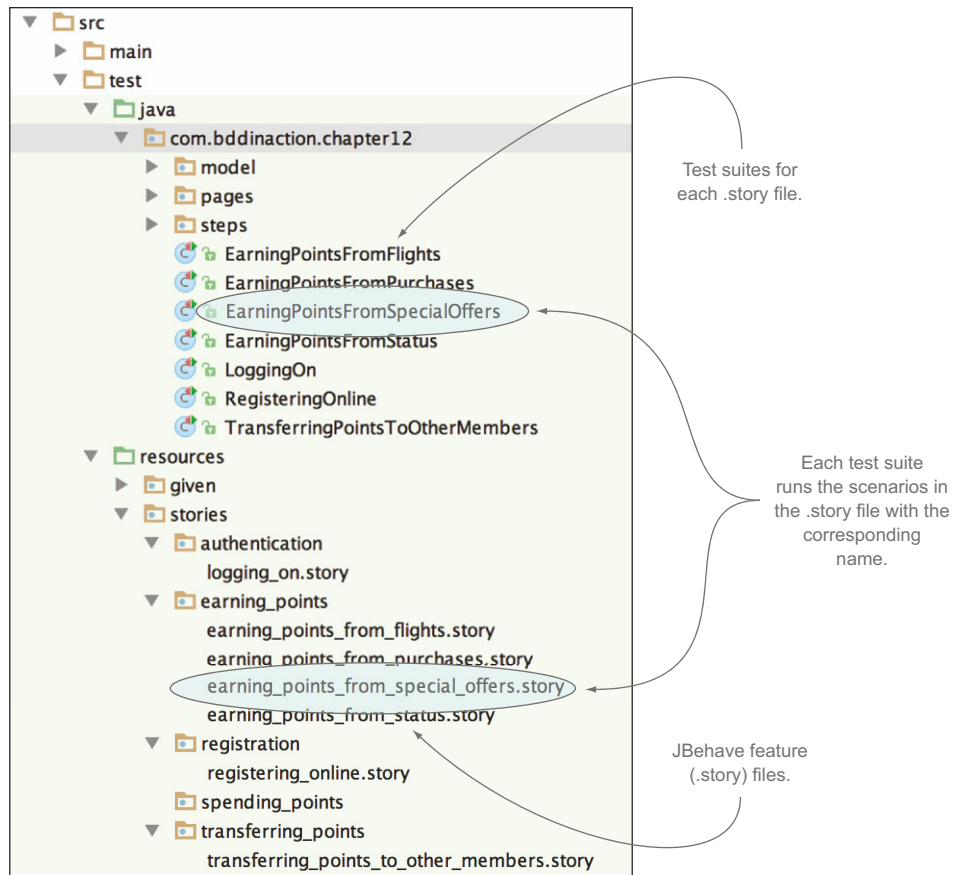 src
main
test
java
com.bddinaction.chapter12
model
pages
steps
EarningPointsFromFlights
EarningPointsFromPurchases
EarningPointsFromSpecialOffers
EarningPointsFromStatus
LoggingOn
RegisteringOnline
TransferringPointsToOtherMembers
resources
given
stories
authentication
logging_on.story
earning_points
earning_points_from_flights.story
earning_points_from_purchases.story
earning_points_from_special_offers.story
earning_points_from_status.story
registration
registering_online.story
spending_points
transferring_points
transferring_points_to_other_members.story
Test suites for
each .story file.
Each test suite
runs the scenarios in
the .story file with the
corresponding
name.
JBehave feature
(.story) files.